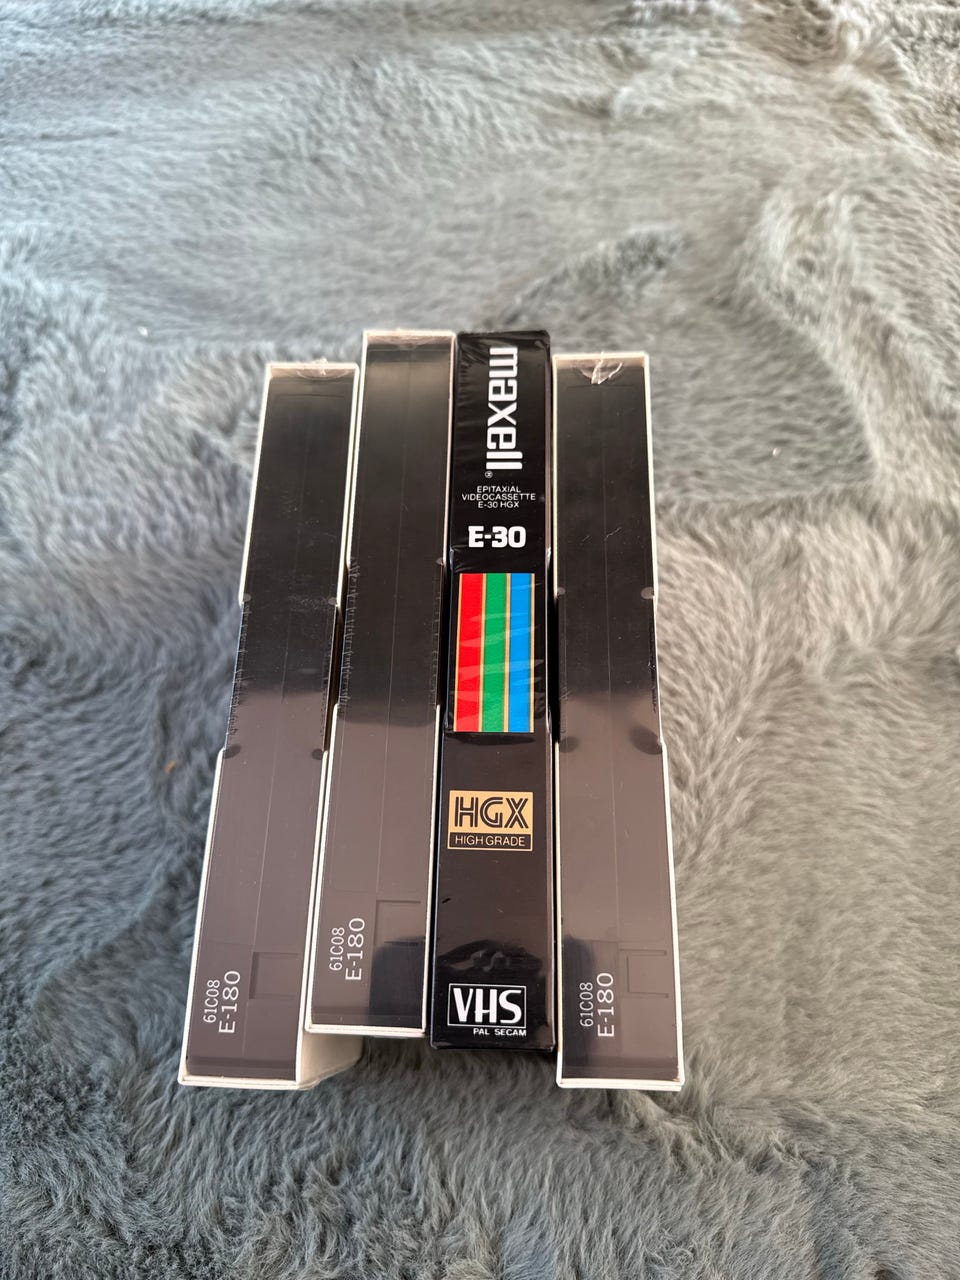 61C08
E-180
61C08
E-180
maxell®
EPITAXIAL
VIDEOCASSETTE
E-30 HGX
E-30
HGX
HIGH GRADE
VHS
PAL SECAM
61C08
E-180